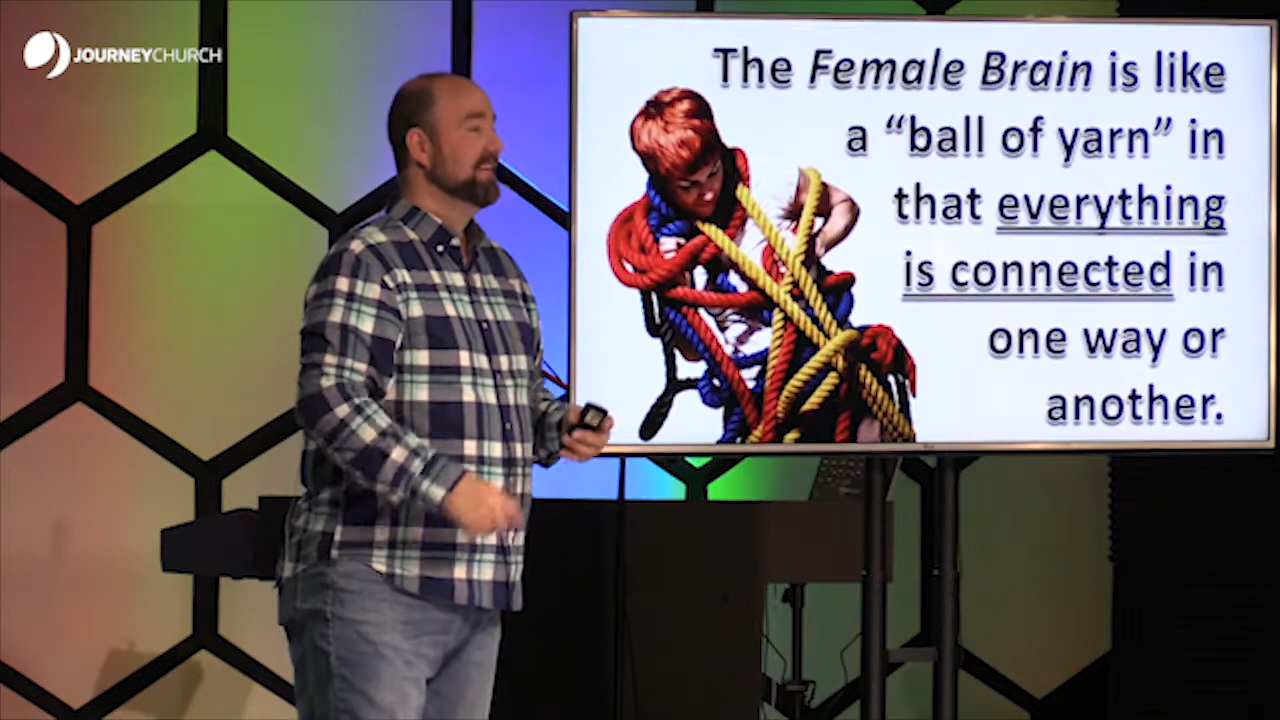 JOURNEYCHURCH
The Female Brain is like
a “ball of yarn” in
that everything
is connected in
one way or
another.